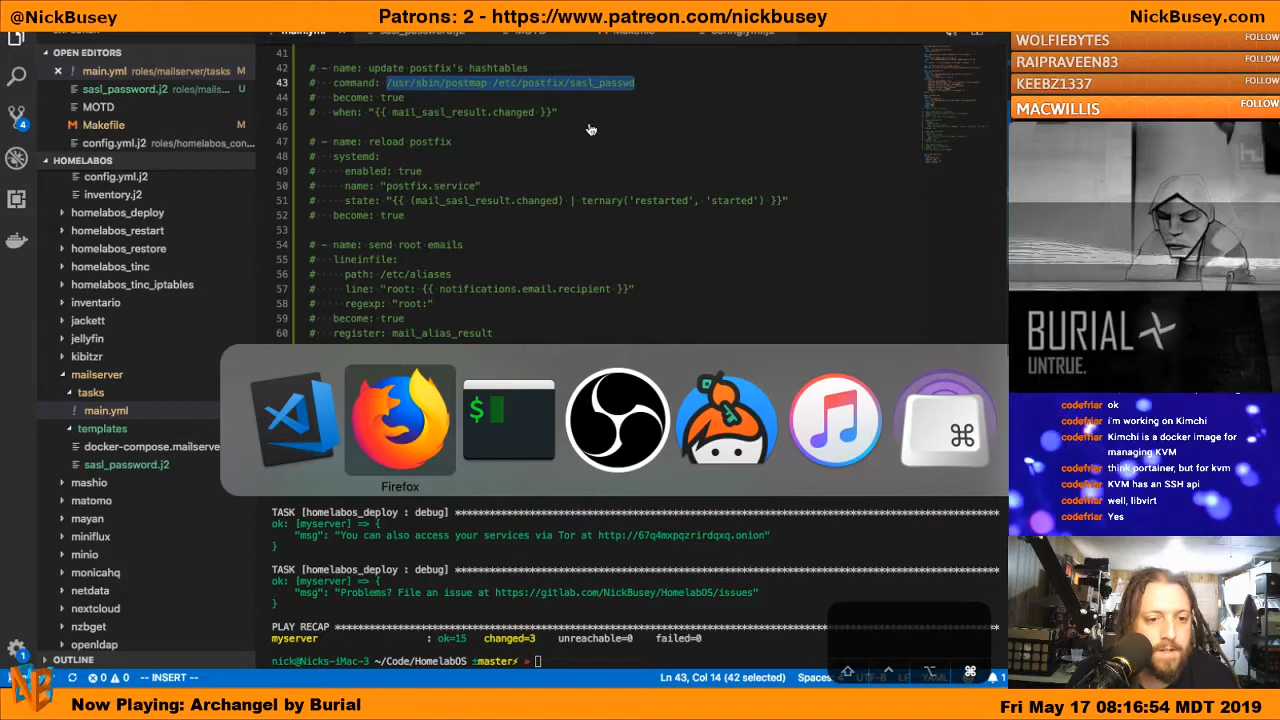 @NickBusey
Patrons: 2 - https://www.patreon.com/nickbusey
NickBusey.com
OPEN EDITORS
main.yml roles/mailserver/tasks M
sasl_password.j2 roles/mails... U
MOTD
Makefile M
config.yml.j2 roles/homelabos_con...
HOMELABOS
config.yml.j2
inventory.j2
homelabos_deploy
homelabos_restart
homelabos_restore
homelabos_tinc
homelabos_tinc_iptables
inventario
jackett
jellyfin
kibitzr
mailserver
tasks
main.yml
templates
docker-compose.mailserver
sasl_password.j2
mashio
matomo
mayan
miniflux
minio
monicahq
netdata
nextcloud
nzbget
openldap
OUTLINE
4
1
41
42 # - name: update postfix's hashtables
43 # command: /usr/sbin/postmap /etc/postfix/sasl_passwd
44 # become: true
45 # when: "{{ mail_sasl_result.changed }}"
46
47 # - name: reload postfix
48 # systemd:
49 # enabled: true
50 # name: "postfix.service"
51 # state: "{{ (mail_sasl_result.changed) | ternary('restarted', 'started') }}"
52 # become: true
53
54 # - name: send root emails
55 # lineinfile:
56 # path: /etc/aliases
57 # line: "root: {{ notifications.email.recipient }}"
58 # regexp: "root:"
59 # become: true
60 # register: mail_alias_result
$
⌘
Firefox
TASK [homelabos_deploy : debug] ***************************************************************************
ok: [myserver] => {
"msg": "You can also access your services via Tor at http://67q4mxpqzrirdqxq.onion"
}
TASK [homelabos_deploy : debug] ***************************************************************************
ok: [myserver] => {
"msg": "Problems? File an issue at https://gitlab.com/NickBusey/HomelabOS/issues"
}
PLAY RECAP ************************************************************************************************
myserver : ok=15 changed=3 unreachable=0 failed=0
nick@Nicks-iMac-3 ~/Code/HomelabOS ±master⚡ »
⇧ ⌃ ⌥ ⌘
0 0 -- INSERT --
Ln 43, Col 14 (42 selected)
Spaces: UTF-8 LF YAML 1
WOLFIEBYTES FOLLOW
RAIPRAVEEN83 FOLLOW
KEEBZ1337 FOLLOW
MACWILLIS FOLLOW
BURIAL
UNTRUE.
codefriar ok
codefriar i'm working on Kimchi
codefriar Kimchi is a docker image for
managing KVM
codefriar think portainer, but for kvm
codefriar KVM has an SSH api
codefriar well, libvirt
codefriar Yes
Now Playing: Archangel by Burial
Fri May 17 08:16:54 MDT 2019